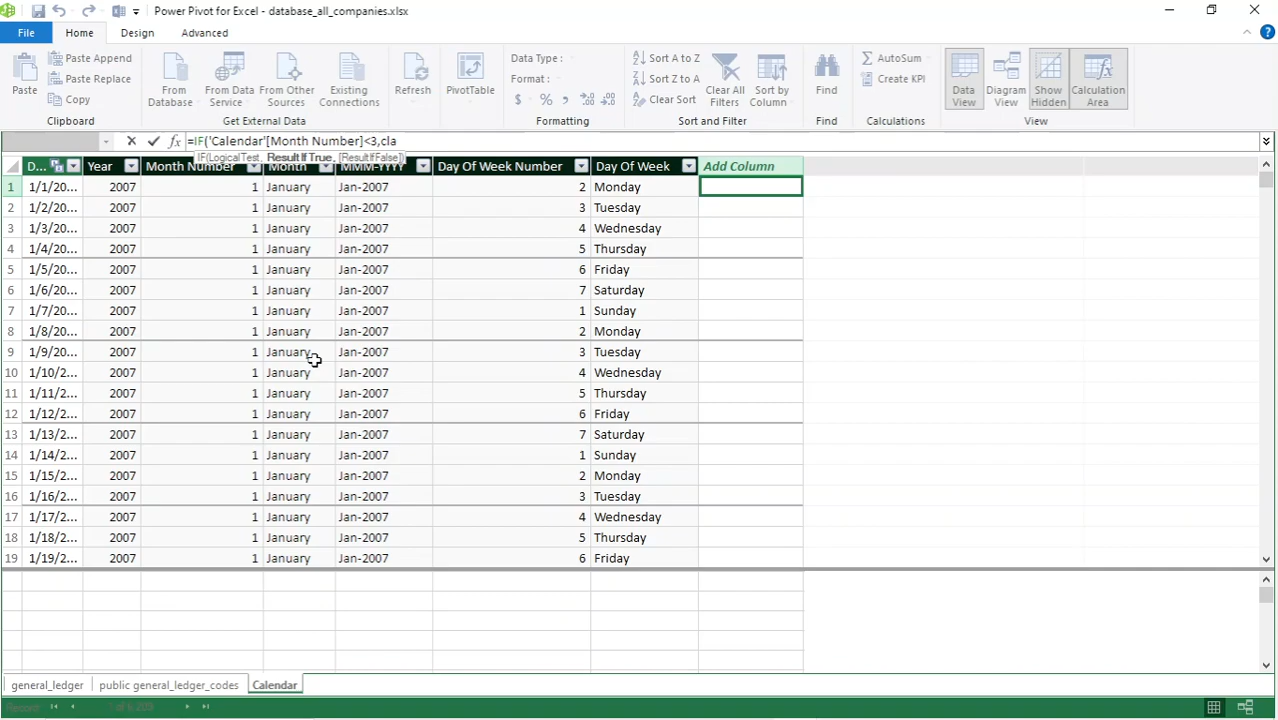 Power Pivot for Excel - database_all_companies.xlsx
File Home Design Advanced
Paste
Paste Append
Paste Replace
Copy
Clipboard
From Database
From Data Service
From Other Sources
Existing Connections
Get External Data
Refresh
PivotTable
Data Type :
Format :
$ % ,
Formatting
Sort A to Z
Sort Z to A
Clear Sort
Clear All Filters
Sort by Column
Sort and Filter
Find
Find
AutoSum
Create KPI
Calculations
Data View
Diagram View
Show Hidden
Calculation Area
View
fx =IF('Calendar'[Month Number]<3,cla
IF(LogicalTest, ResultIfTrue, [ResultIfFalse])
D... Year Month Number Month MMM-YYYY Day Of Week Number Day Of Week Add Column
1 1/1/20... 2007 1 January Jan-2007 2 Monday
2 1/2/20... 2007 1 January Jan-2007 3 Tuesday
3 1/3/20... 2007 1 January Jan-2007 4 Wednesday
4 1/4/20... 2007 1 January Jan-2007 5 Thursday
5 1/5/20... 2007 1 January Jan-2007 6 Friday
6 1/6/20... 2007 1 January Jan-2007 7 Saturday
7 1/7/20... 2007 1 January Jan-2007 1 Sunday
8 1/8/20... 2007 1 January Jan-2007 2 Monday
9 1/9/20... 2007 1 January Jan-2007 3 Tuesday
10 1/10/2... 2007 1 January Jan-2007 4 Wednesday
11 1/11/2... 2007 1 January Jan-2007 5 Thursday
12 1/12/2... 2007 1 January Jan-2007 6 Friday
13 1/13/2... 2007 1 January Jan-2007 7 Saturday
14 1/14/2... 2007 1 January Jan-2007 1 Sunday
15 1/15/2... 2007 1 January Jan-2007 2 Monday
16 1/16/2... 2007 1 January Jan-2007 3 Tuesday
17 1/17/2... 2007 1 January Jan-2007 4 Wednesday
18 1/18/2... 2007 1 January Jan-2007 5 Thursday
19 1/19/2... 2007 1 January Jan-2007 6 Friday
general_ledger public general_ledger_codes Calendar
Record: